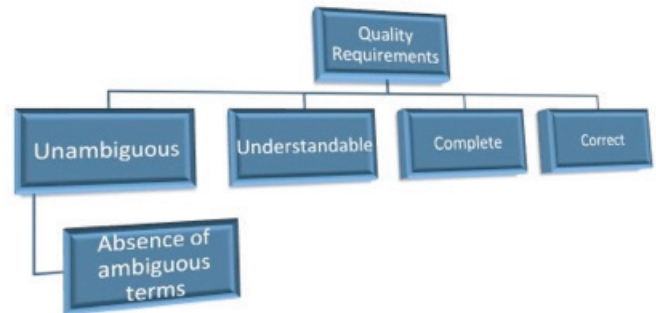 Quality
Requirements
Unambiguous
Understandable
Complete
Correct
Absence of
ambiguous
terms